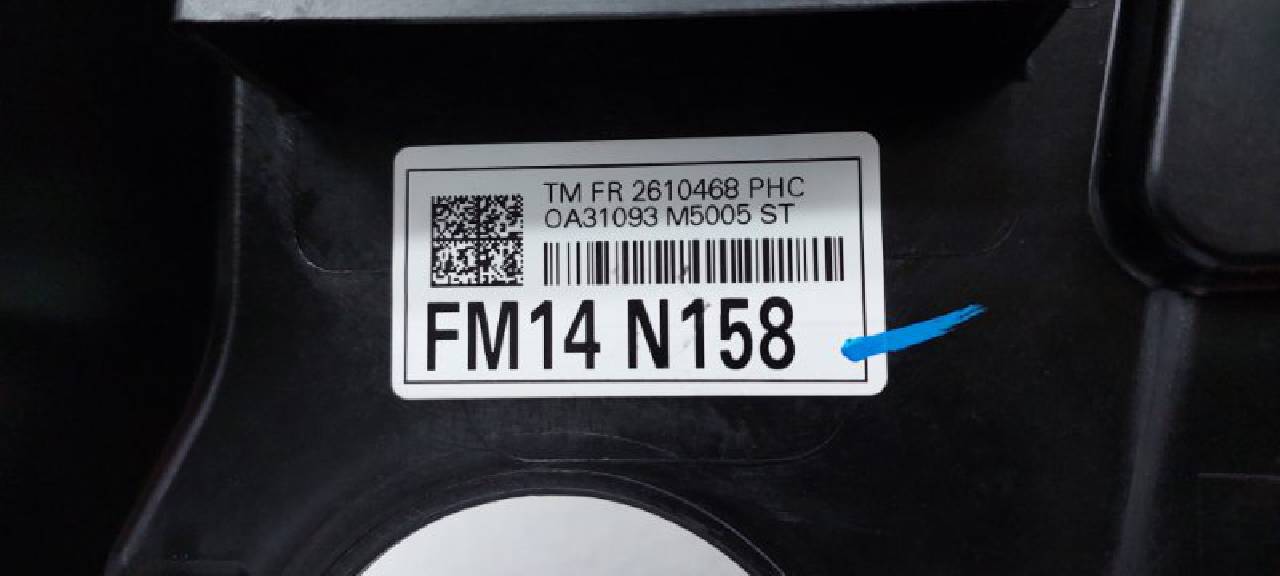 TM FR 2610468 PHC
OA31093 M5005 ST
FM14 N158